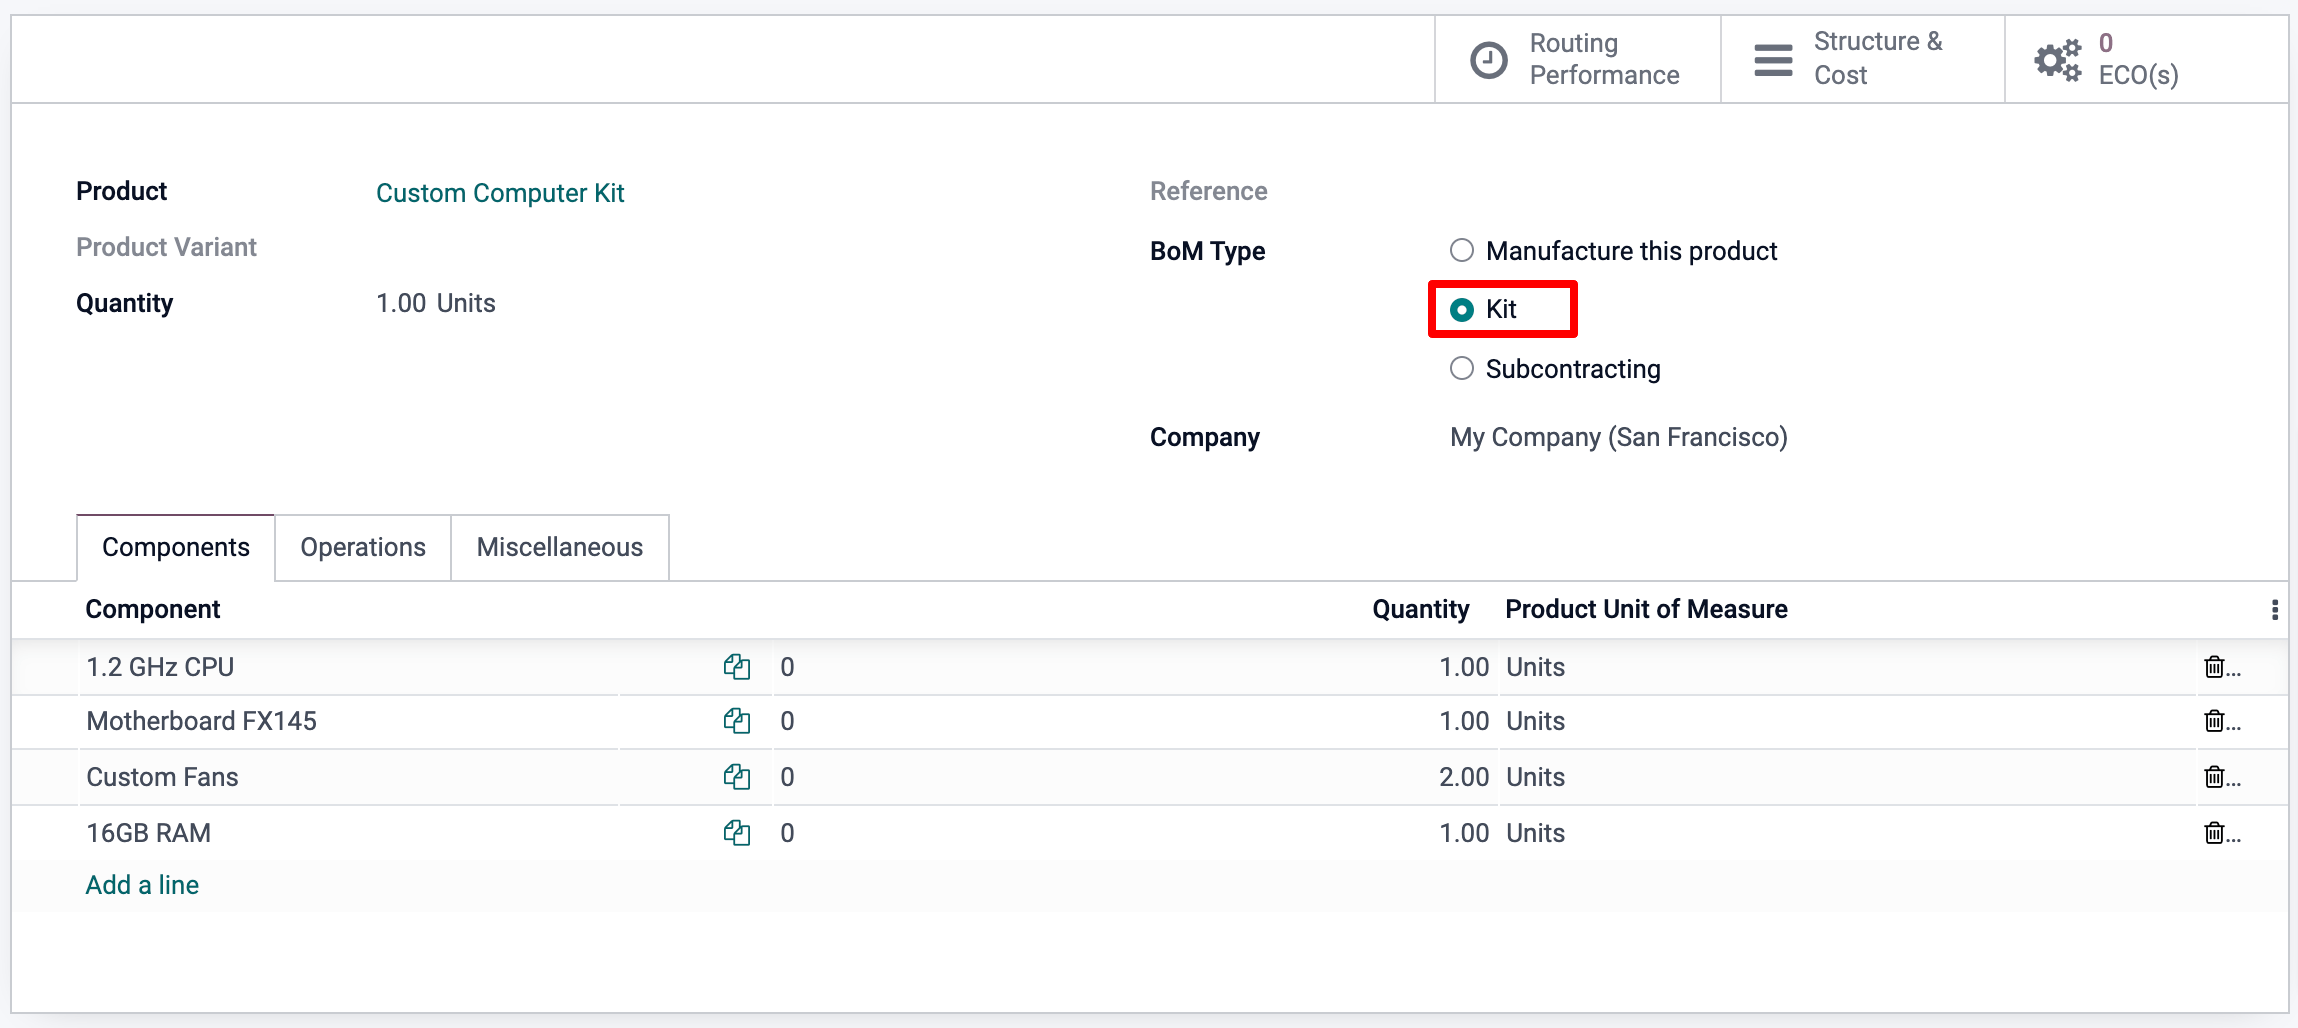 Routing
Performance
Structure &
Cost
0
ECO(s)
Product Custom Computer Kit
Product Variant
Quantity 1.00 Units
Reference
BoM Type Manufacture this product
Kit
Subcontracting
Company My Company (San Francisco)
Components Operations Miscellaneous
Component Quantity Product Unit of Measure
1.2 GHz CPU 0 1.00 Units ...
Motherboard FX145 0 1.00 Units ...
Custom Fans 0 2.00 Units ...
16GB RAM 0 1.00 Units ...
Add a line